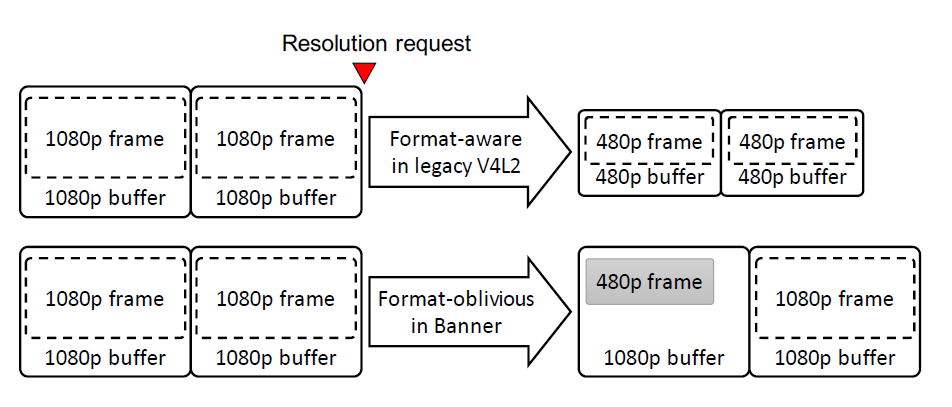 Resolution request
1080p frame
1080p frame
1080p buffer
1080p buffer
Format-aware
in legacy V4L2
480p frame
480p frame
480p buffer
480p buffer
1080p frame
1080p frame
1080p buffer
1080p buffer
Format-oblivious
in Banner
480p frame
1080p frame
1080p buffer
1080p buffer